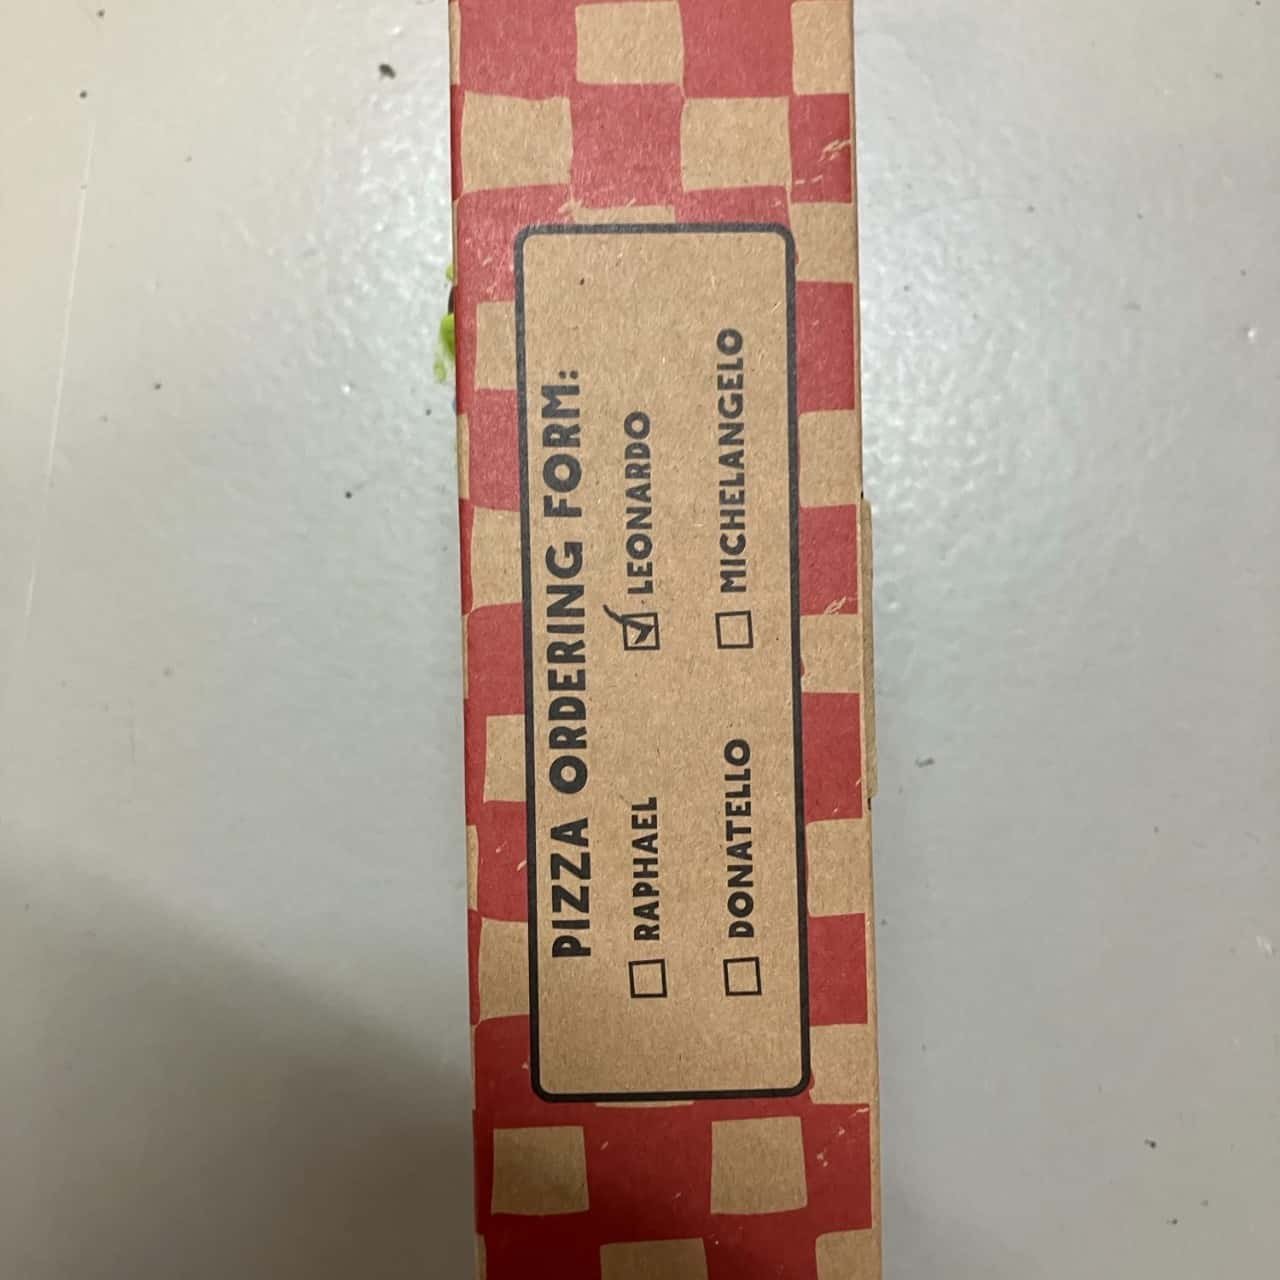 PIZZA ORDERING FORM:
RAPHAEL LEONARDO
DONATELLO MICHELANGELO